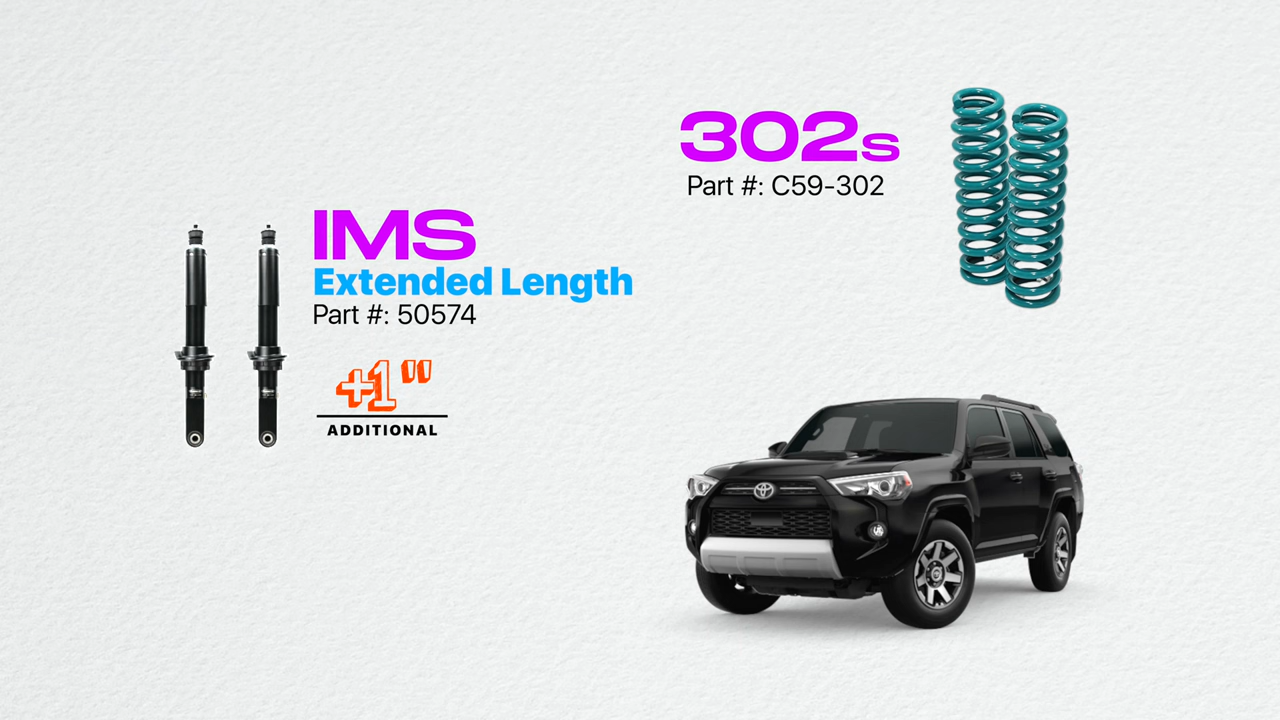 302s
Part #: C59-302
IMS
Extended Length
Part #: 50574
+1"
ADDITIONAL